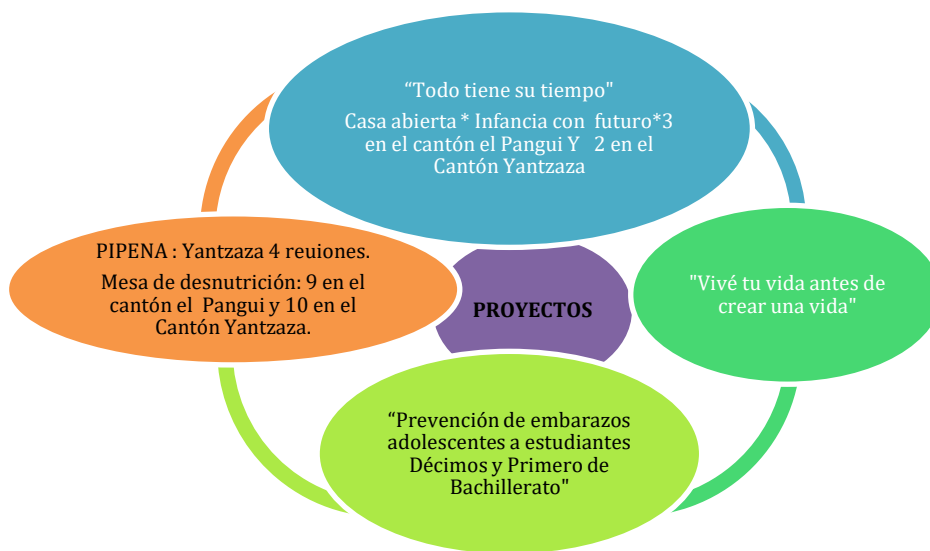 “Todo tiene su tiempo"
Casa abierta * Infancia con futuro*3
en el cantón el Pangui Y 2 en el
Cantón Yantzaza
PIPENA : Yantzaza 4 reuiones.
Mesa de desnutrición: 9 en el
cantón el Pangui y 10 en el
Cantón Yantzaza.
PROYECTOS
"Vivé tu vida antes de
crear una vida"
“Prevención de embarazos
adolescentes a estudiantes
Décimos y Primero de
Bachillerato"